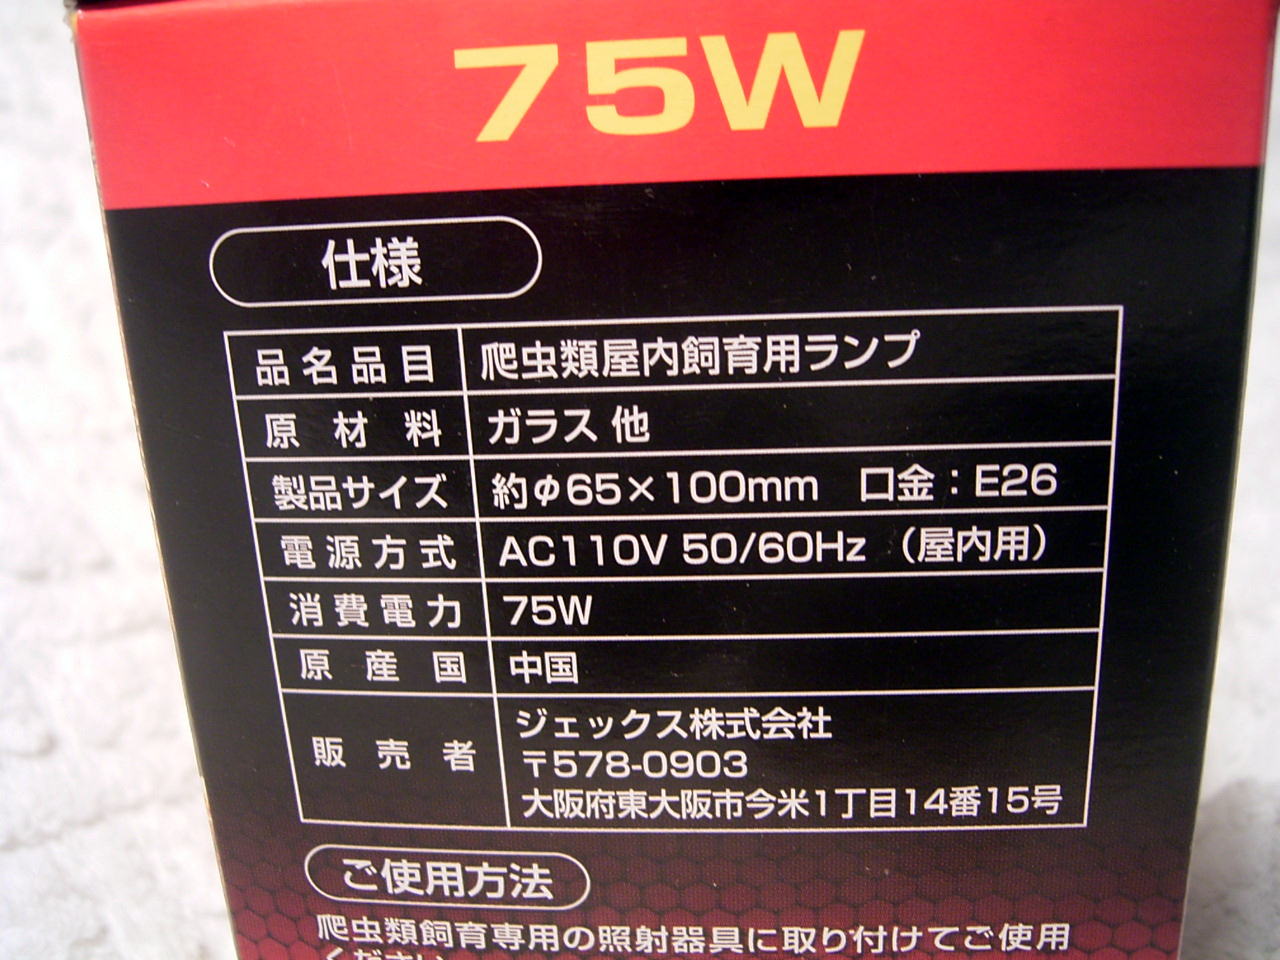 75W
仕様
品名品目 爬虫類屋内飼育用ランプ
原材料 ガラス 他
製品サイズ 約φ65×100mm 口金：E26
電源方式 AC110V 50/60Hz （屋内用）
消費電力 75W
原産国 中国
販売者 ジェックス株式会社
〒578-0903
大阪府東大阪市今米1丁目14番15号
ご使用方法
爬虫類飼育専用の照射器具に取り付けてご使用
ください